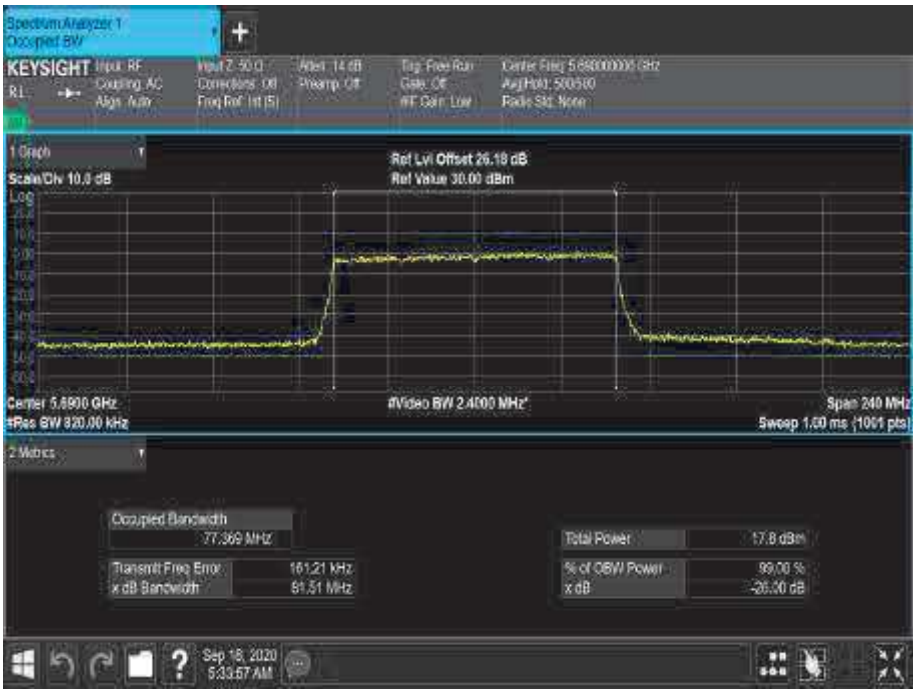 Spectrum Analyzer 1
Occupied BW
KEYSIGHT
Input: RF
Coupling: AC
Align: Auto
Input Z: 50 Ω
Corrections: Off
Freq Ref: Int (S)
Atten: 14 dB
Preamp: Off
Trig: Free Run
Gate: Off
#IF Gain: Low
Center Freq: 5.690000000 GHz
Avg|Hold: 500/500
Radio Std: None
1 Graph
Scale/Div 10.0 dB
Ref Lvl Offset 26.18 dB
Ref Value 30.00 dBm
Log
Center 5.6900 GHz
#Res BW 820.00 kHz
#Video BW 2.4000 MHz*
Span 240 MHz
Sweep 1.00 ms (1001 pts)
2 Metrics
Occupied Bandwidth
77.369 MHz
Transmit Freq Error 161.21 kHz
x dB Bandwidth 81.51 MHz
Total Power 17.8 dBm
% of OBW Power 99.00 %
x dB -26.00 dB
Sep 18, 2020
5:33:57 AM